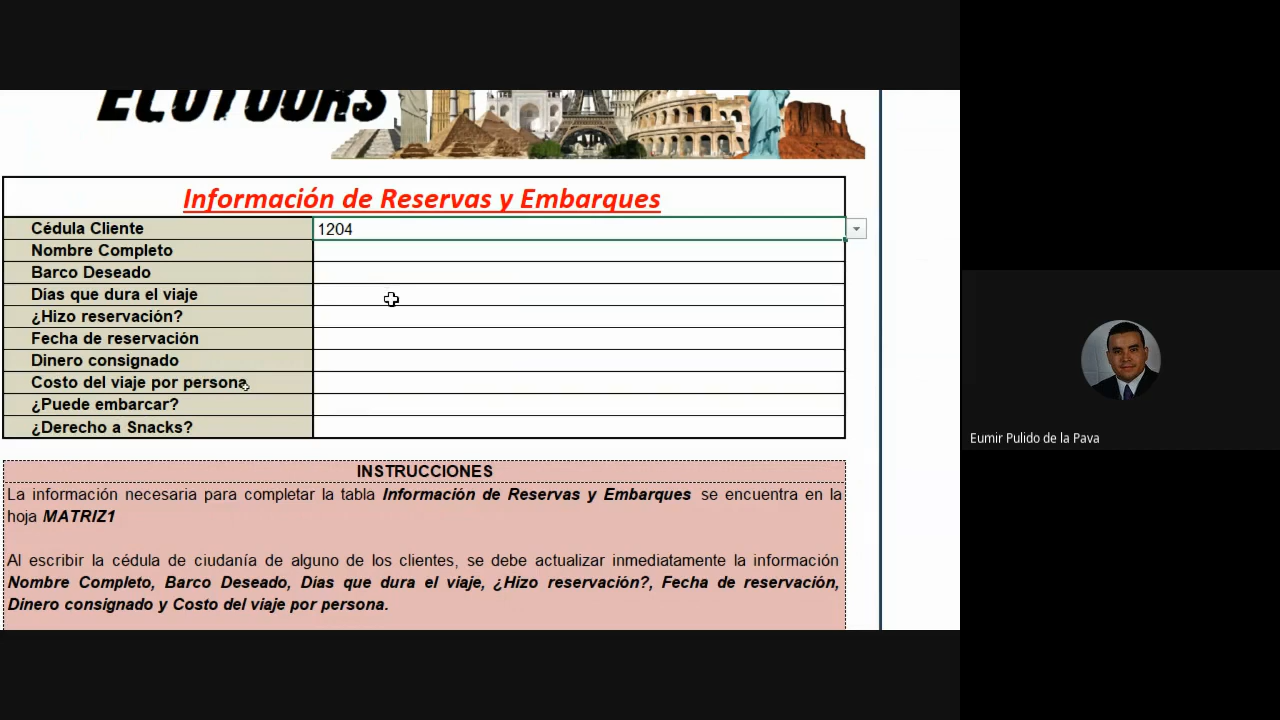 ECOTOURS
Información de Reservas y Embarques
Cédula Cliente 1204
Nombre Completo
Barco Deseado
Días que dura el viaje
¿Hizo reservación?
Fecha de reservación
Dinero consignado
Costo del viaje por persona
¿Puede embarcar?
¿Derecho a Snacks?
INSTRUCCIONES
La información necesaria para completar la tabla Información de Reservas y Embarques se encuentra en la
hoja MATRIZ1
Al escribir la cédula de ciudanía de alguno de los clientes, se debe actualizar inmediatamente la información
Nombre Completo, Barco Deseado, Días que dura el viaje, ¿Hizo reservación?, Fecha de reservación,
Dinero consignado y Costo del viaje por persona.
Eumir Pulido de la Pava